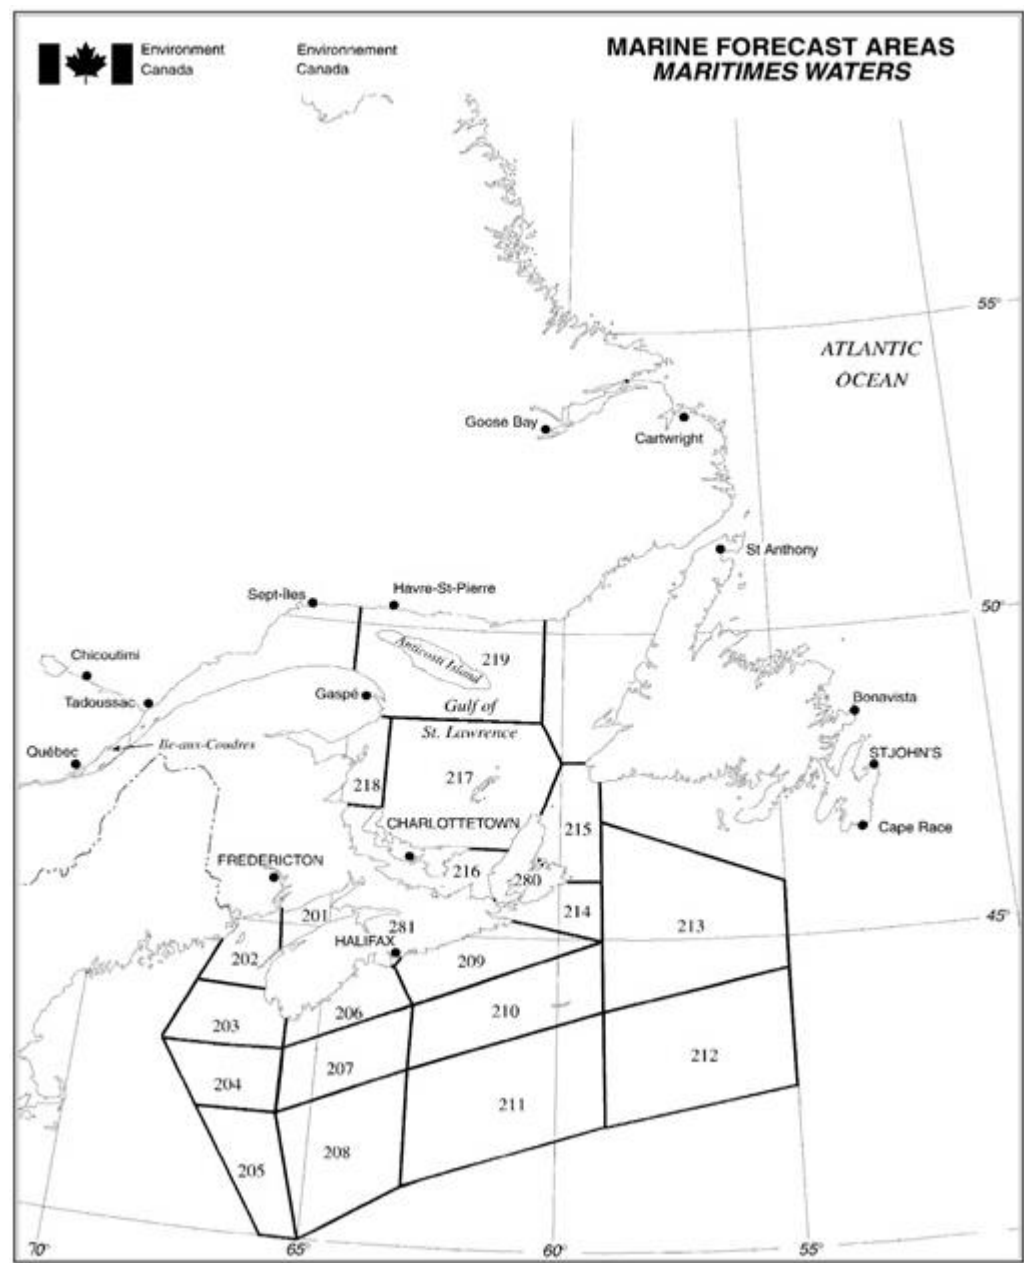 Environment
Canada
Environnement
Canada
MARINE FORECAST AREAS
MARITIMES WATERS
55°
ATLANTIC
OCEAN
Goose Bay
Cartwright
St Anthony
Sept-Îles
Havre-St-Pierre
50°
Chicoutimi
Anticosti Island
219
Tadoussac
Gaspé
Gulf of
St. Lawrence
Bonavista
Québec
Ile-aux-Coudres
ST JOHN'S
217
218
CHARLOTTETOWN
215
Cape Race
FREDERICTON
216
280
201
281
214
213
45°
HALIFAX
202
209
203
206
210
207
212
204
211
208
205
70°
65°
60°
55°